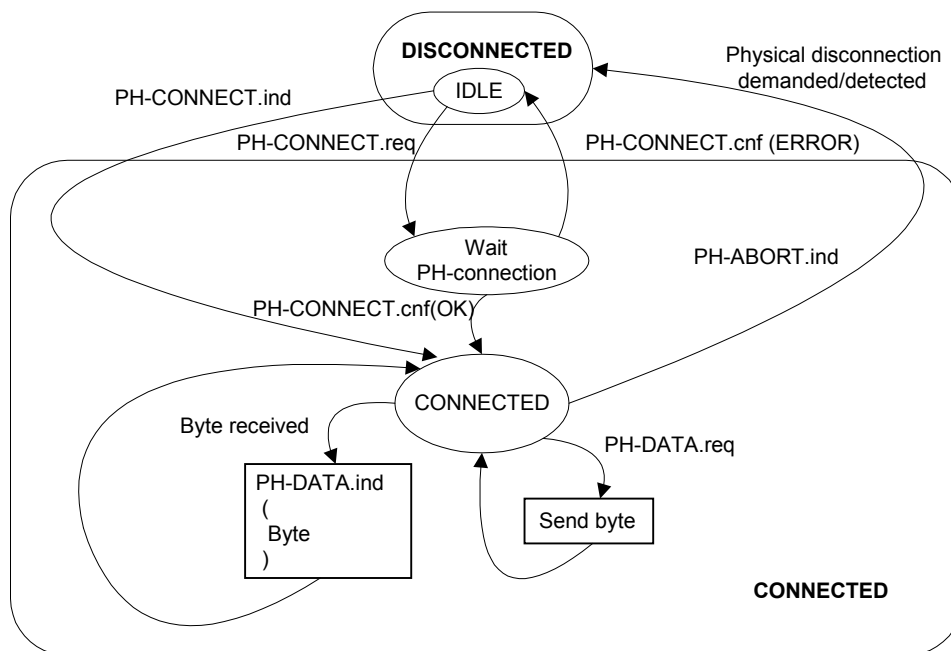 DISCONNECTED
Physical disconnection
demanded/detected
IDLE
PH-CONNECT.ind
PH-CONNECT.req
PH-CONNECT.cnf (ERROR)
Wait
PH-connection
PH-ABORT.ind
PH-CONNECT.cnf(OK)
CONNECTED
Byte received
PH-DATA.req
PH-DATA.ind
(
Byte
)
Send byte
CONNECTED